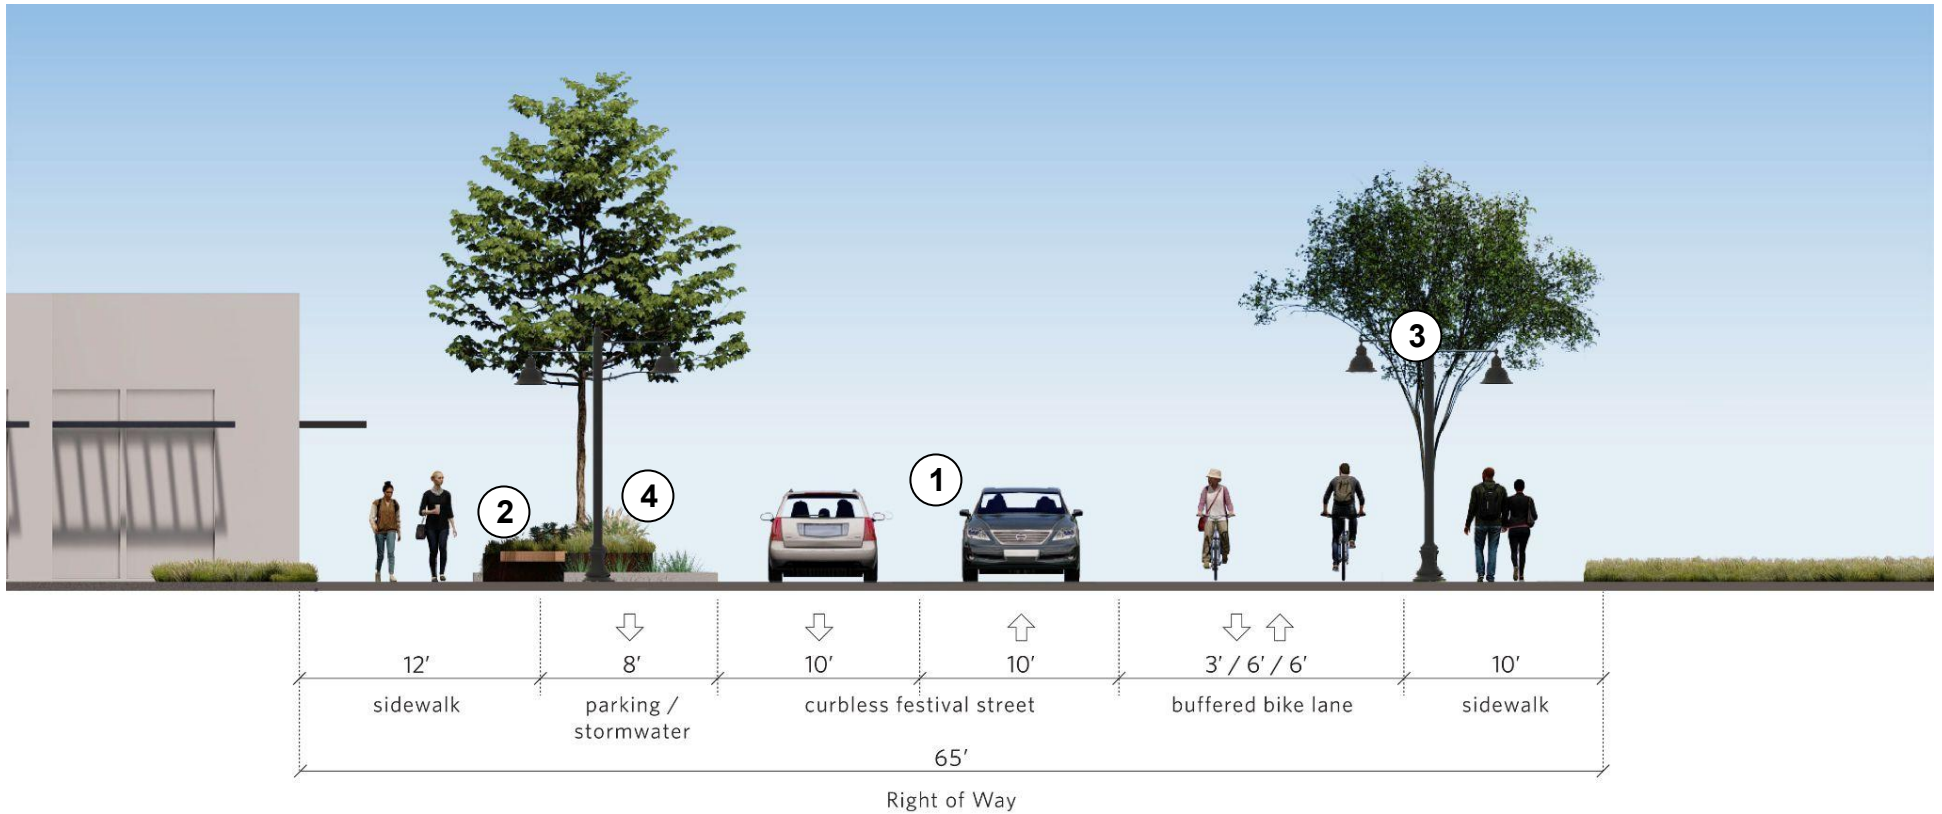 3
1
2
4
12'
8'
10'
10'
3' / 6' / 6'
10'
sidewalk
parking /
stormwater
curbless festival street
buffered bike lane
sidewalk
65'
Right of Way